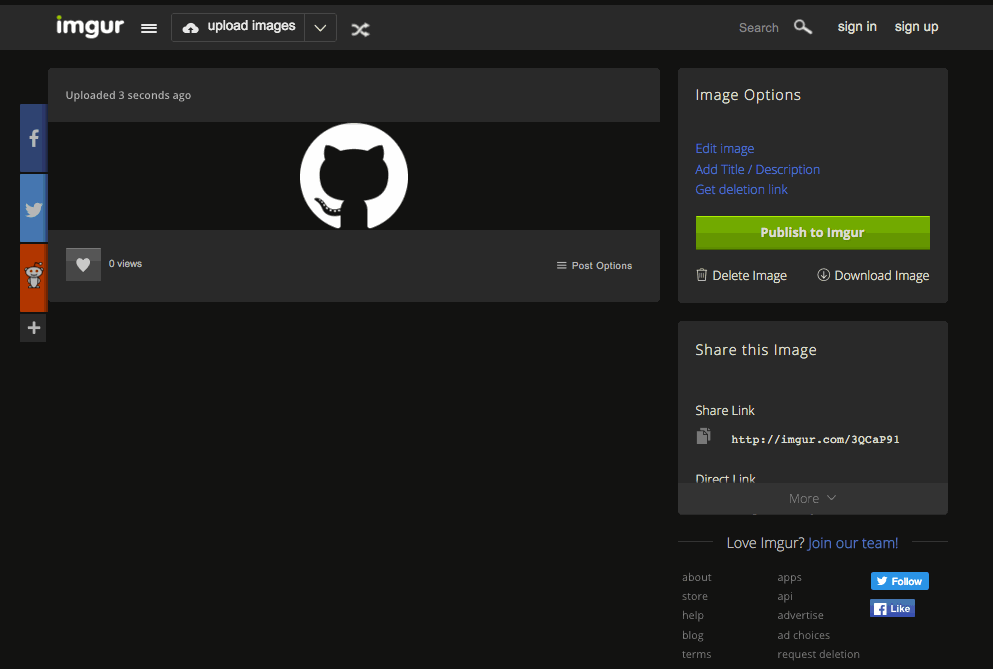 imgur
upload images
Search
sign in
sign up
Uploaded 3 seconds ago
0 views
Post Options
Image Options
Edit image
Add Title / Description
Get deletion link
Publish to Imgur
Delete Image
Download Image
Share this Image
Share Link
http://imgur.com/3QCaP91
Direct Link
More
Love Imgur? Join our team!
about
store
help
blog
terms
apps
api
advertise
ad choices
request deletion
Follow
Like